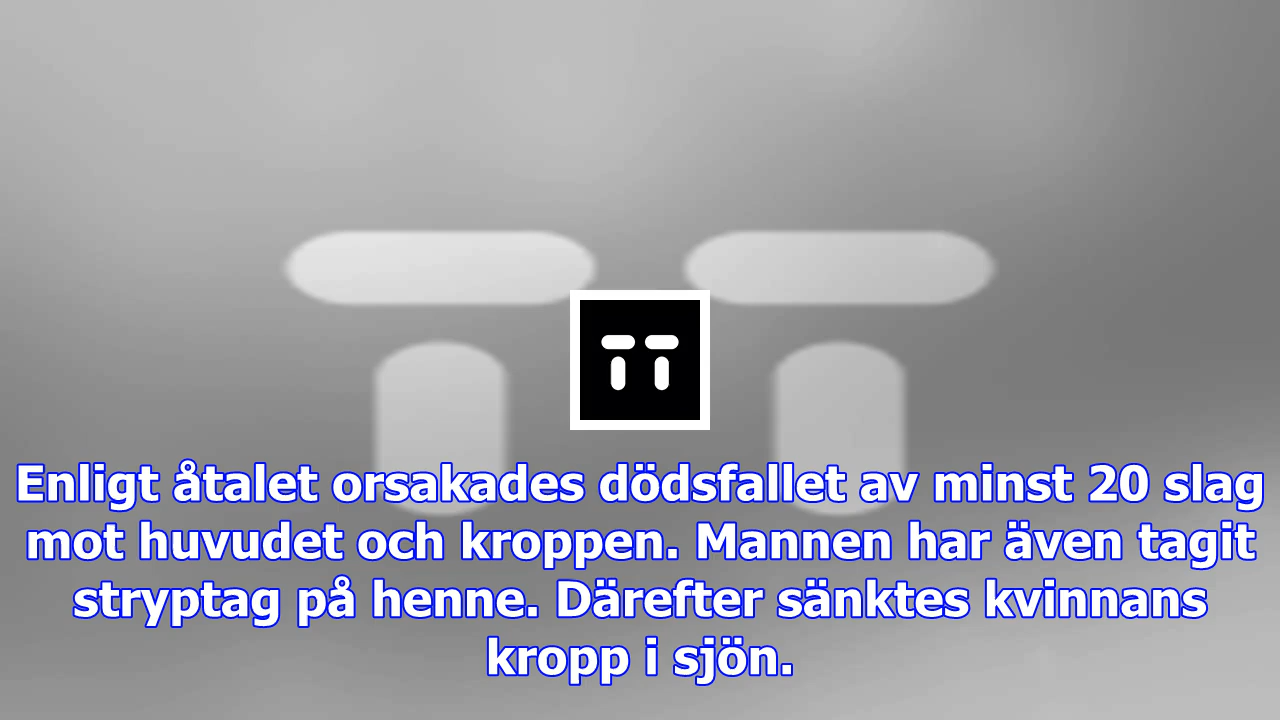 Enligt åtalet orsakades dödsfallet av minst 20 slag
mot huvudet och kroppen. Mannen har även tagit
stryptag på henne. Därefter sänktes kvinnans
kropp i sjön.